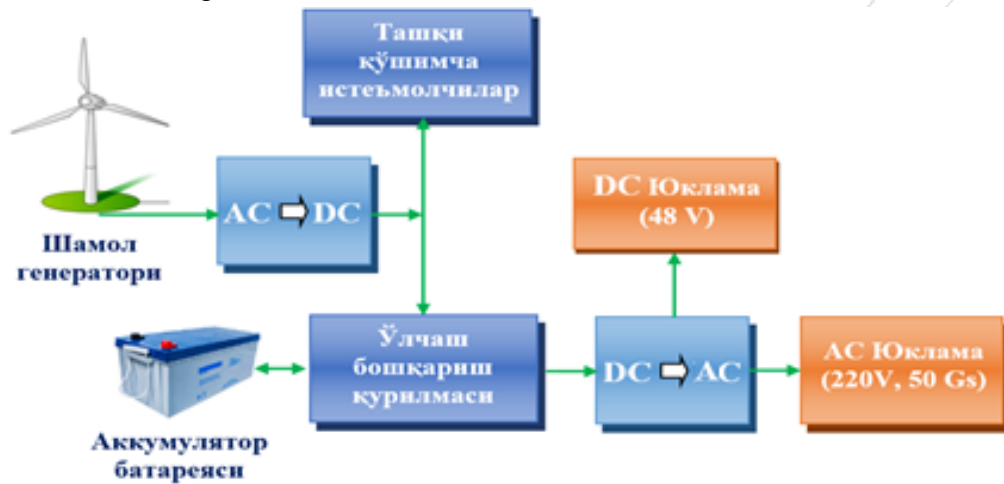 Ташқи
қўшимча
истеъмолчилар
AC DC
Шамол
генератори
DC Юклама
(48 V)
Ўлчаш
бошқариш
қурилмаси
DC AC
АС Юклама
(220V, 50 Gs)
Аккумулятор
батареяси